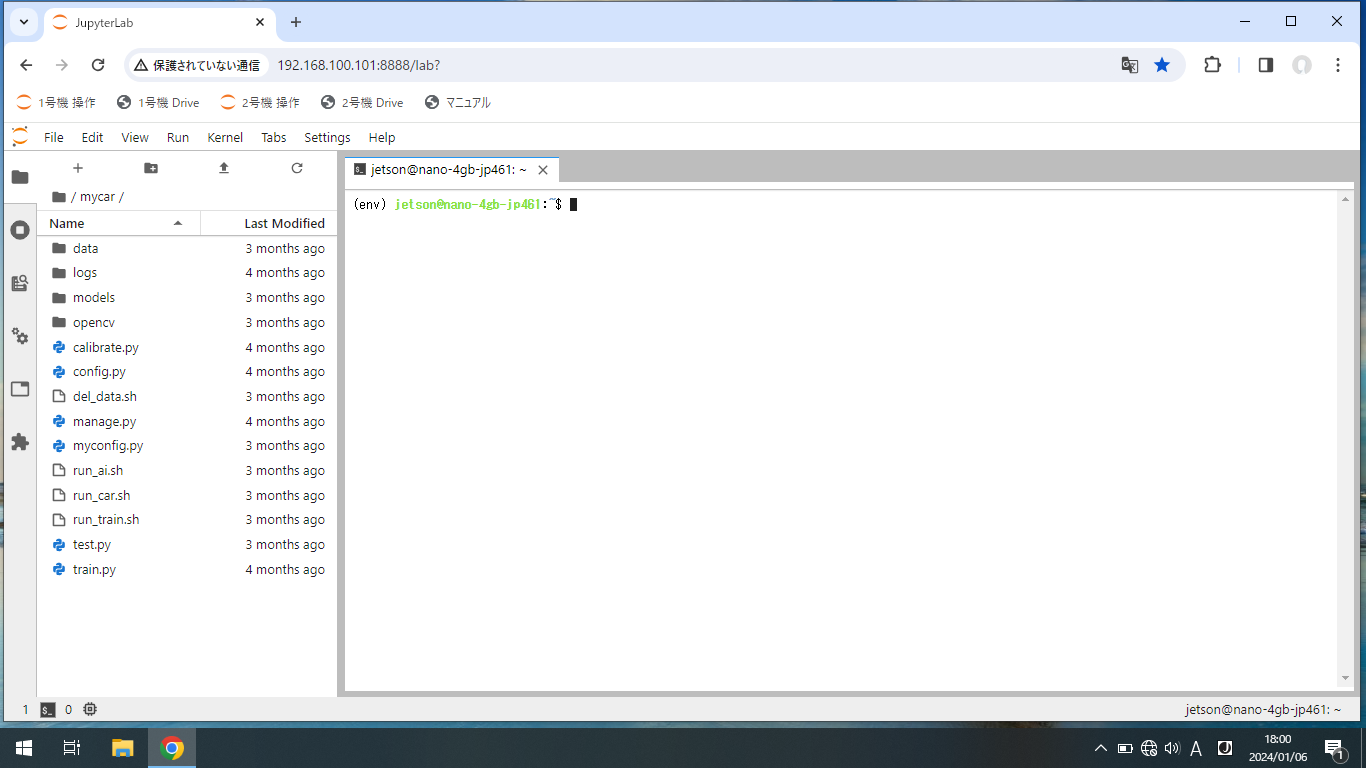 JupyterLab
保護されていない通信 192.168.100.101:8888/lab?
1号機 操作 1号機 Drive 2号機 操作 2号機 Drive マニュアル
File Edit View Run Kernel Tabs Settings Help
jetson@nano-4gb-jp461: ~
/ mycar /
(env) jetson@nano-4gb-jp461:~$
Name Last Modified
data 3 months ago
logs 4 months ago
models 3 months ago
opencv 3 months ago
calibrate.py 4 months ago
config.py 4 months ago
del_data.sh 3 months ago
manage.py 4 months ago
myconfig.py 3 months ago
run_ai.sh 3 months ago
run_car.sh 3 months ago
run_train.sh 3 months ago
test.py 3 months ago
train.py 4 months ago
1 $_ 0 jetson@nano-4gb-jp461: ~
A J 18:00
2024/01/06 1